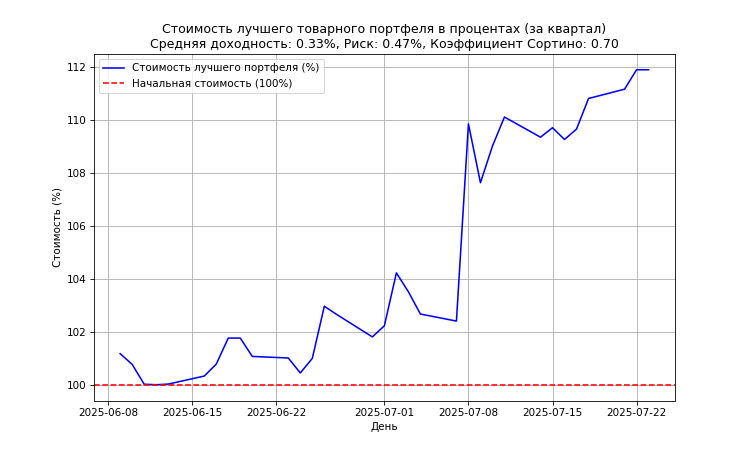 Стоимость лучшего товарного портфеля в процентах (за квартал)
Средняя доходность: 0.33%, Риск: 0.47%, Коэффициент Сортино: 0.70
Стоимость лучшего портфеля (%)
Начальная стоимость (100%)
Стоимость (%)
112
110
108
106
104
102
100
2025-06-08
2025-06-15
2025-06-22
2025-07-01
2025-07-08
2025-07-15
2025-07-22
День